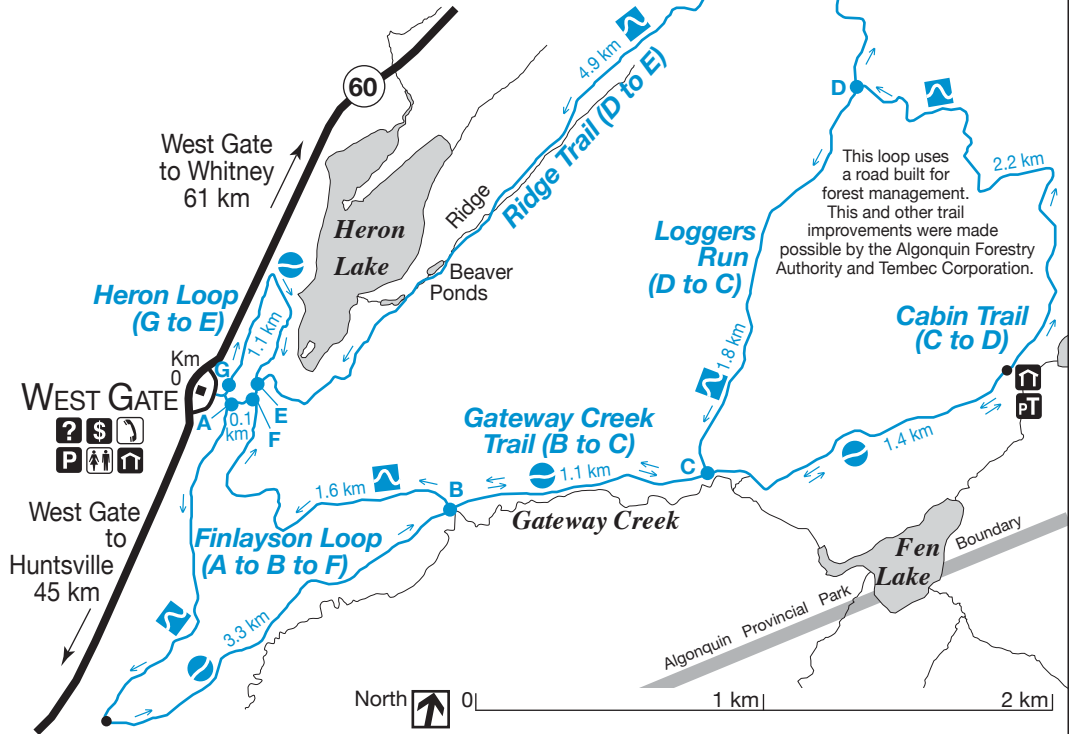 60
West Gate
to Whitney
61 km
Heron
Lake
4.9 km
Ridge Trail (D to E)
Ridge
Beaver
Ponds
D
2.2 km
This loop uses
a road built for
forest management.
This and other trail
improvements were made
possible by the Algonquin Forestry
Authority and Tembec Corporation.
Loggers
Run
(D to C)
1.8 km
Cabin Trail
(C to D)
PT
1.4 km
Heron Loop
(G to E)
1.1 km
Km
0
WEST GATE
? $
P
G
A
0.1
km
E
F
Gateway Creek
Trail (B to C)
1.1 km
C
B
1.6 km
Gateway Creek
Finlayson Loop
(A to B to F)
3.3 km
West Gate
to
Huntsville
45 km
Fen
Lake
Algonquin Provincial Park Boundary
North
0 1 km 2 km